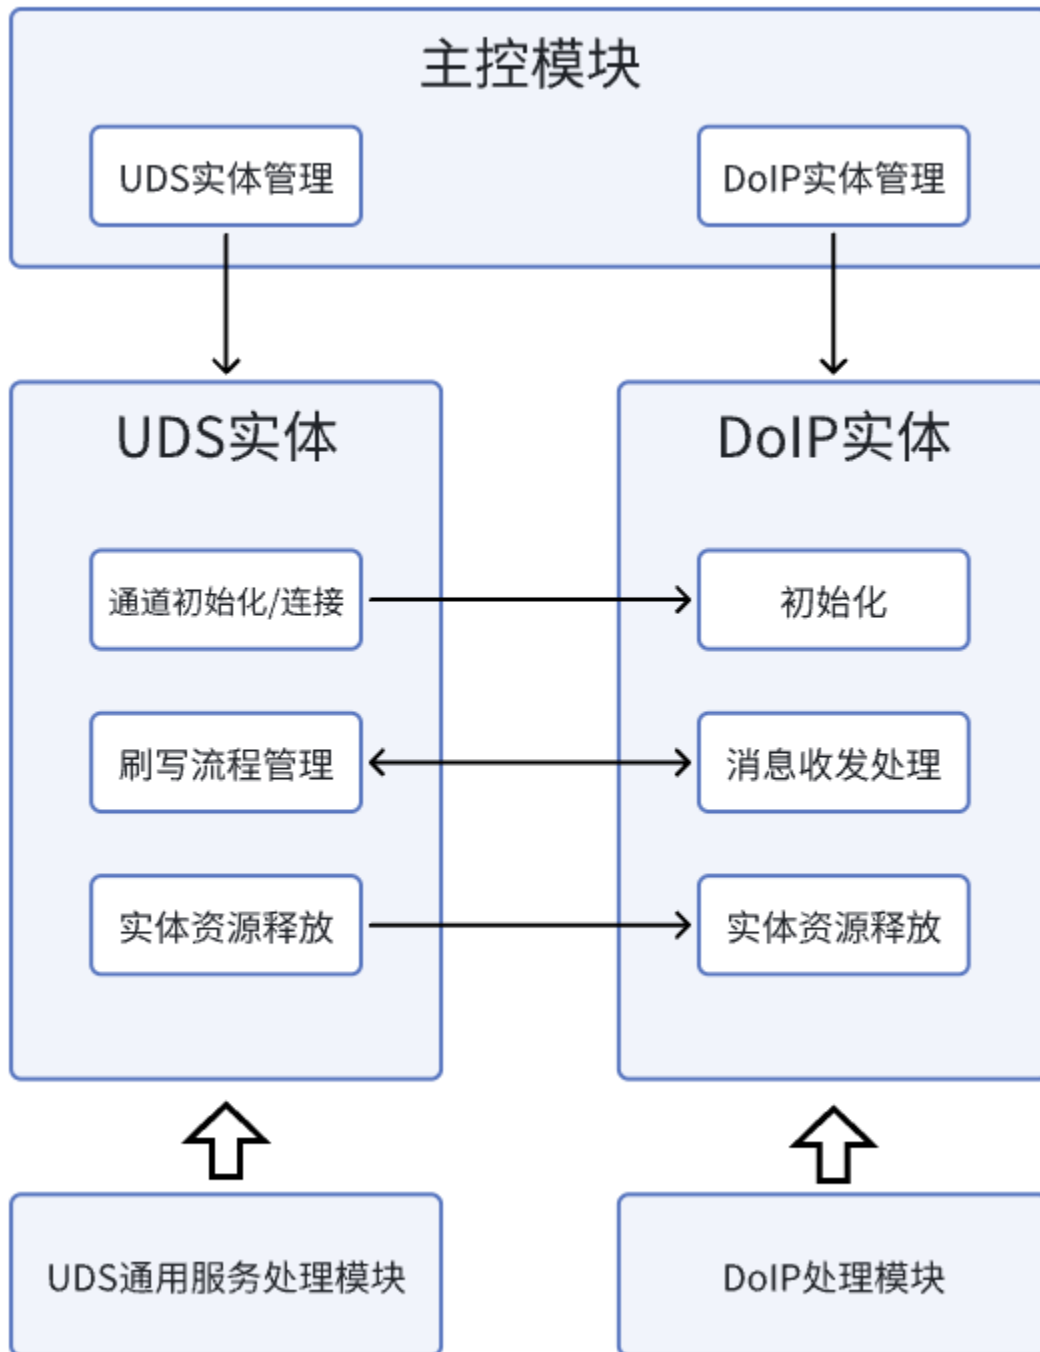 主控模块
UDS实体管理
DoIP实体管理
UDS实体
DoIP实体
通道初始化/连接
初始化
刷写流程管理
消息收发处理
实体资源释放
实体资源释放
UDS通用服务处理模块
DoIP处理模块